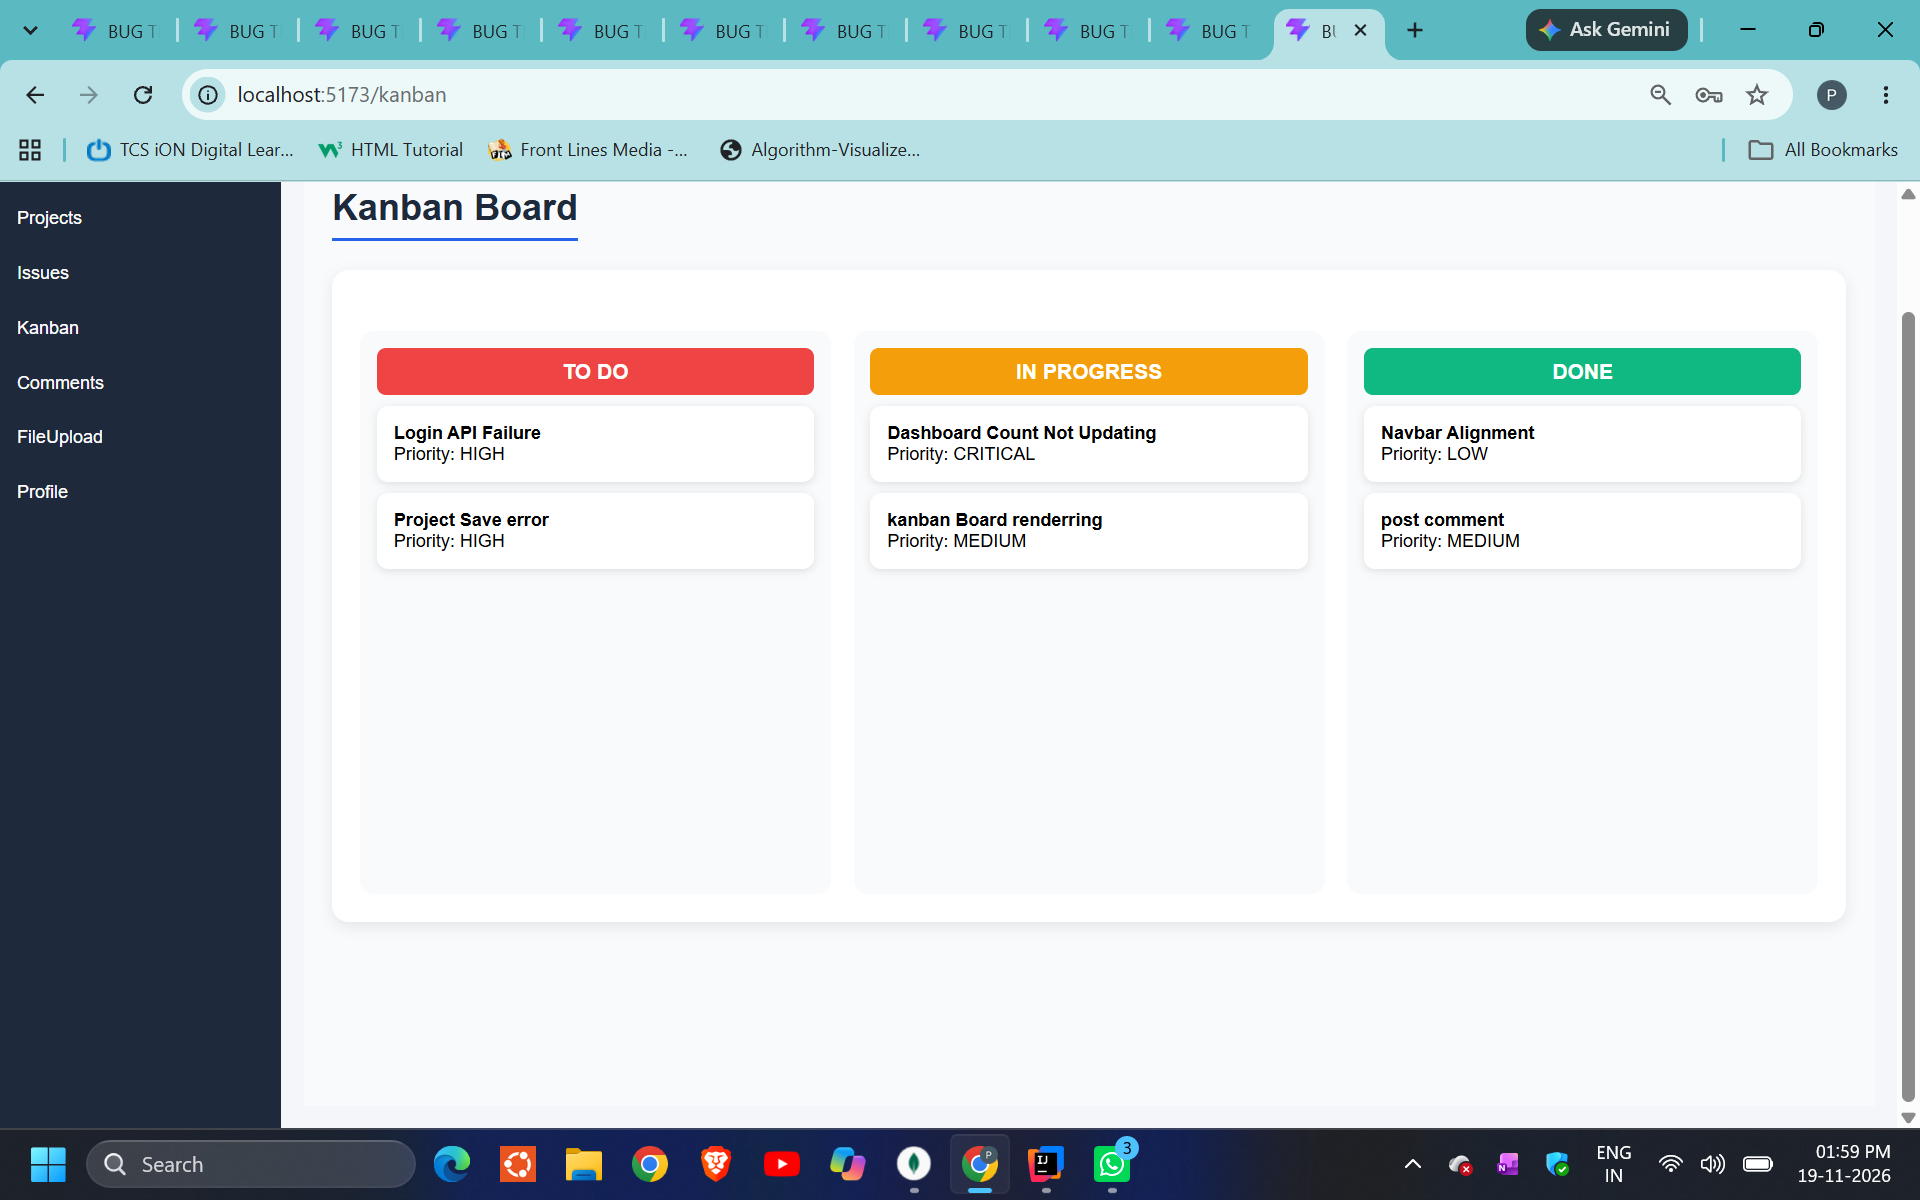 BUG T
BUG T
BUG T
BUG T
BUG T
BUG T
BUG T
BUG T
BUG T
BUG T
BU
Ask Gemini
localhost:5173/kanban
P
TCS iON Digital Lear...
HTML Tutorial
Front Lines Media -...
Algorithm-Visualize...
All Bookmarks
Projects
Issues
Kanban
Comments
FileUpload
Profile
Kanban Board
TO DO
Login API Failure
Priority: HIGH
Project Save error
Priority: HIGH
IN PROGRESS
Dashboard Count Not Updating
Priority: CRITICAL
kanban Board renderring
Priority: MEDIUM
DONE
Navbar Alignment
Priority: LOW
post comment
Priority: MEDIUM
Search
P
IJ
3
N
ENG
IN
01:59 PM
19-11-2026